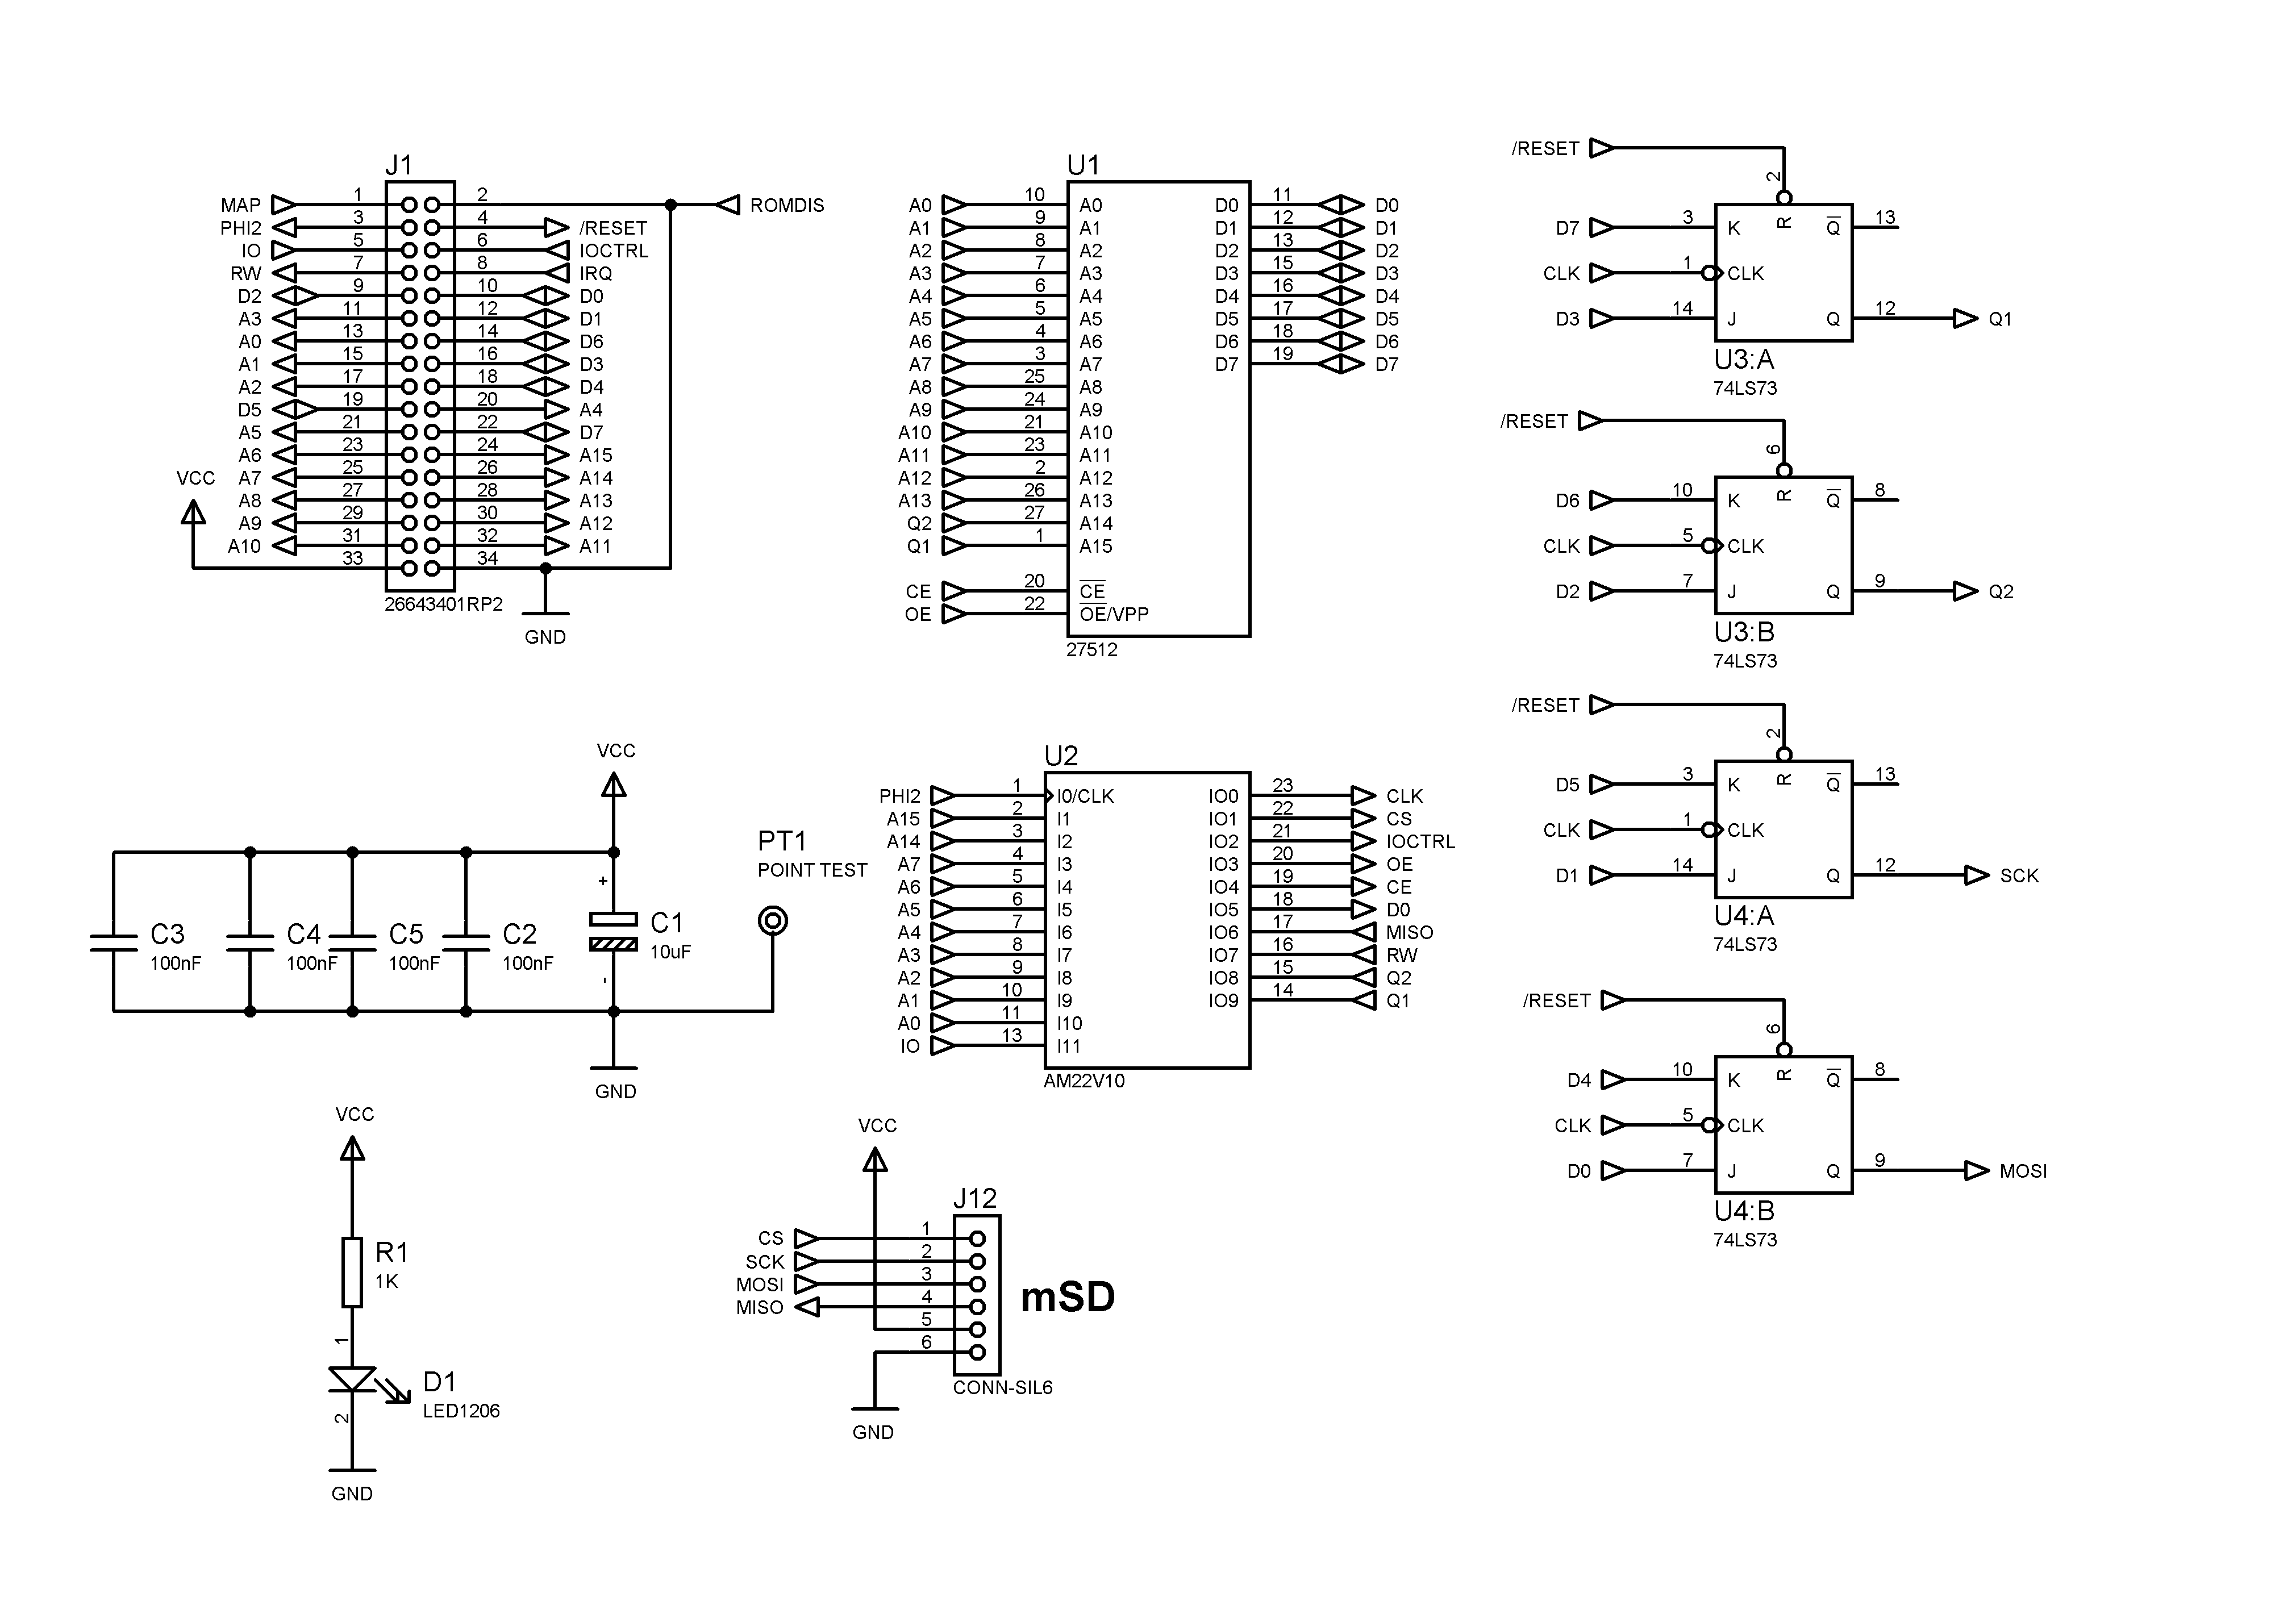 J1
MAP 1 2 ROMDIS
PHI2 3 4 /RESET
IO 5 6 IOCTRL
RW 7 8 IRQ
D2 9 10 D0
A3 11 12 D1
A0 13 14 D6
A1 15 16 D3
A2 17 18 D4
D5 19 20 A4
A5 21 22 D7
A6 23 24 A15
A7 25 26 A14
A8 27 28 A13
A9 29 30 A12
A10 31 32 A11
VCC 33 34
26643401RP2
GND
U1
A0 10 A0 D0 11 D0
A1 9 A1 D1 12 D1
A2 8 A2 D2 13 D2
A3 7 A3 D3 15 D3
A4 6 A4 D4 16 D4
A5 5 A5 D5 17 D5
A6 4 A6 D6 18 D6
A7 3 A7 D7 19 D7
A8 25 A8
A9 24 A9
A10 21 A10
A11 23 A11
A12 2 A12
A13 26 A13
Q2 27 A14
Q1 1 A15
CE 20 CE
OE 22 OE/VPP
27512
/RESET
2
D7 3 K R Q 13
CLK 1 CLK
D3 14 J Q 12 Q1
U3:A
74LS73
/RESET
6
D6 10 K R Q 8
CLK 5 CLK
D2 7 J Q 9 Q2
U3:B
74LS73
/RESET
2
D5 3 K R Q 13
CLK 1 CLK
D1 14 J Q 12 SCK
U4:A
74LS73
/RESET
6
D4 10 K R Q 8
CLK 5 CLK
D0 7 J Q 9 MOSI
U4:B
74LS73
VCC
PT1
POINT TEST
+
C3 C4 C5 C2 C1
100nF 100nF 100nF 100nF 10uF
-
GND
U2
PHI2 1 I0/CLK IO0 23 CLK
A15 2 I1 IO1 22 CS
A14 3 I2 IO2 21 IOCTRL
A7 4 I3 IO3 20 OE
A6 5 I4 IO4 19 CE
A5 6 I5 IO5 18 D0
A4 7 I6 IO6 17 MISO
A3 8 I7 IO7 16 RW
A2 9 I8 IO8 15 Q2
A1 10 I9 IO9 14 Q1
A0 11 I10
IO 13 I11
AM22V10
VCC
R1
1K
1
D1
LED1206
2
GND
VCC
J12
CS 1
SCK 2
MOSI 3
MISO 4
5
6
mSD
CONN-SIL6
GND